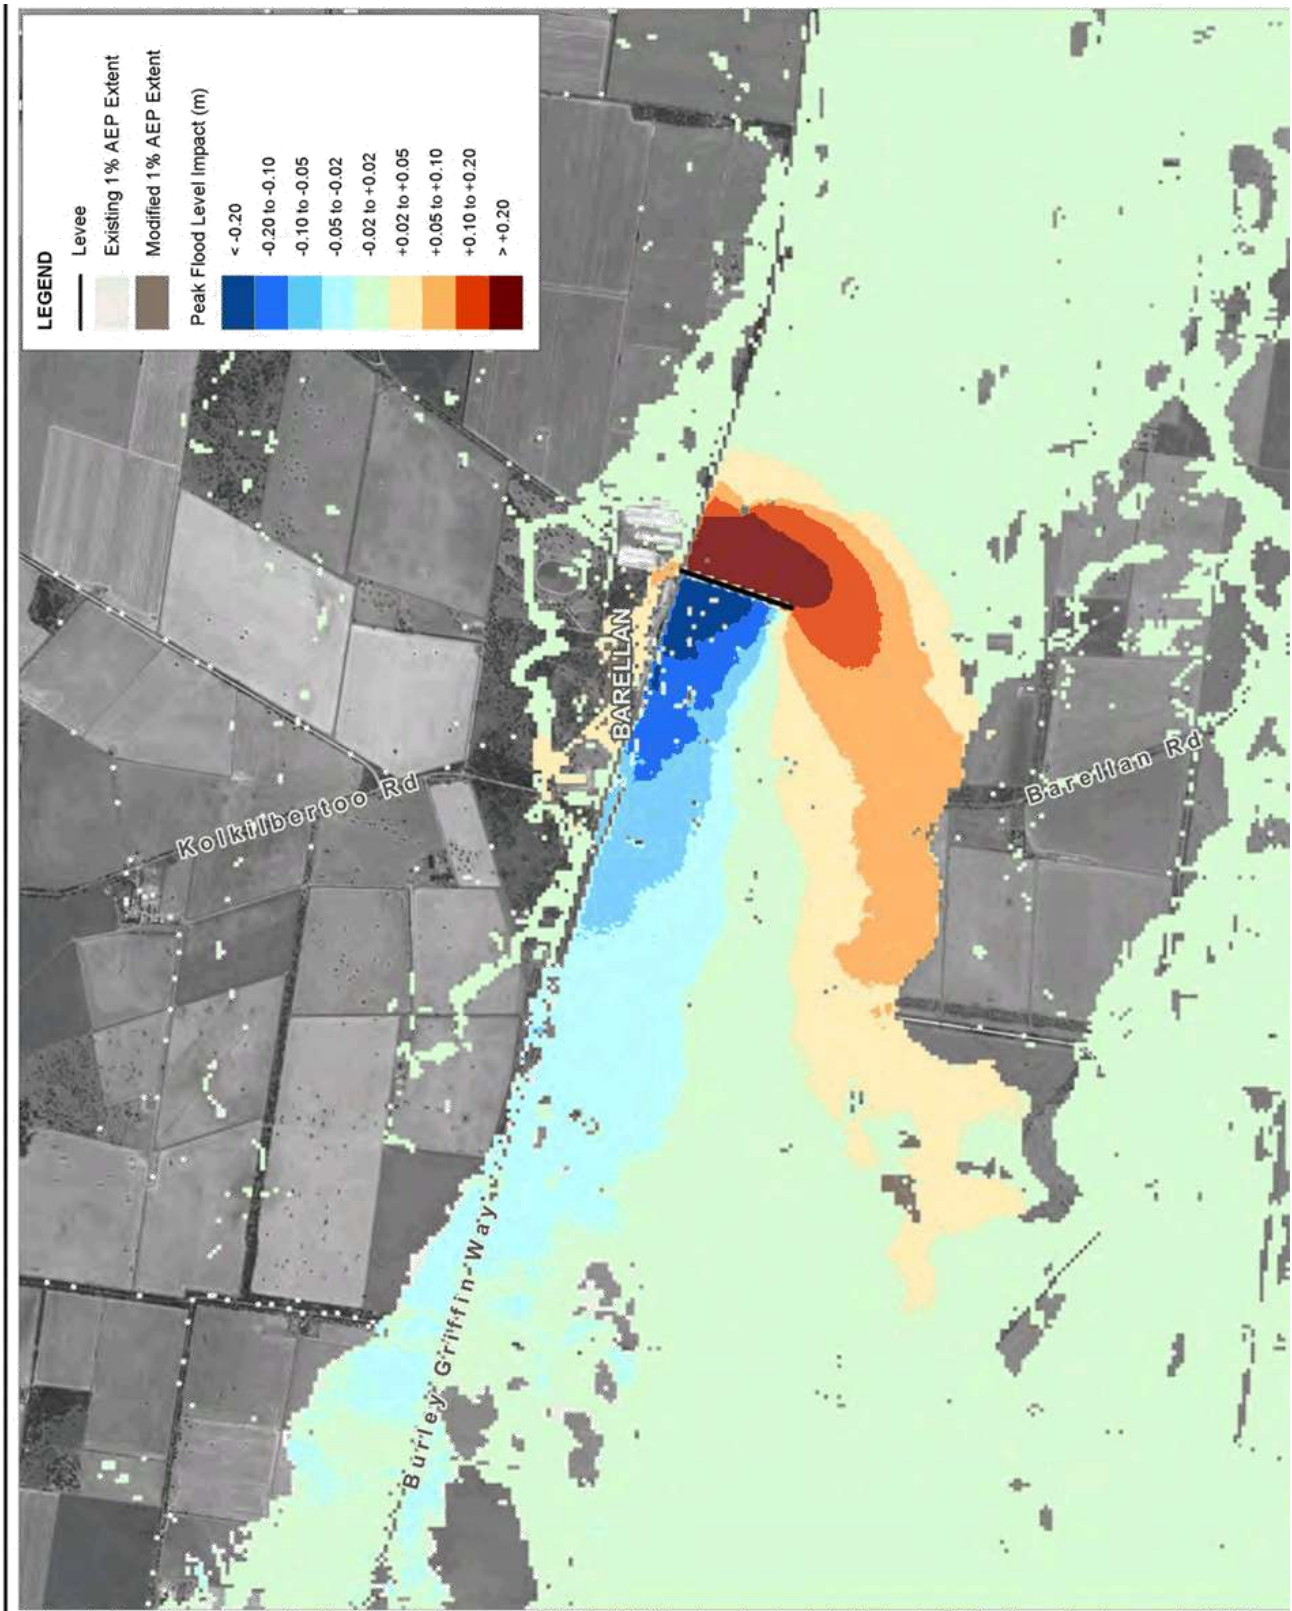 LEGEND
Levee
Existing 1% AEP Extent
Modified 1% AEP Extent
Peak Flood Level Impact (m)
< -0.20
-0.20 to -0.10
-0.10 to -0.05
-0.05 to -0.02
-0.02 to +0.02
+0.02 to +0.05
+0.05 to +0.10
+0.10 to +0.20
> +0.20
Kolkilbertoo Rd
BARELLAN
Barellan Rd
Burley Griffin Way